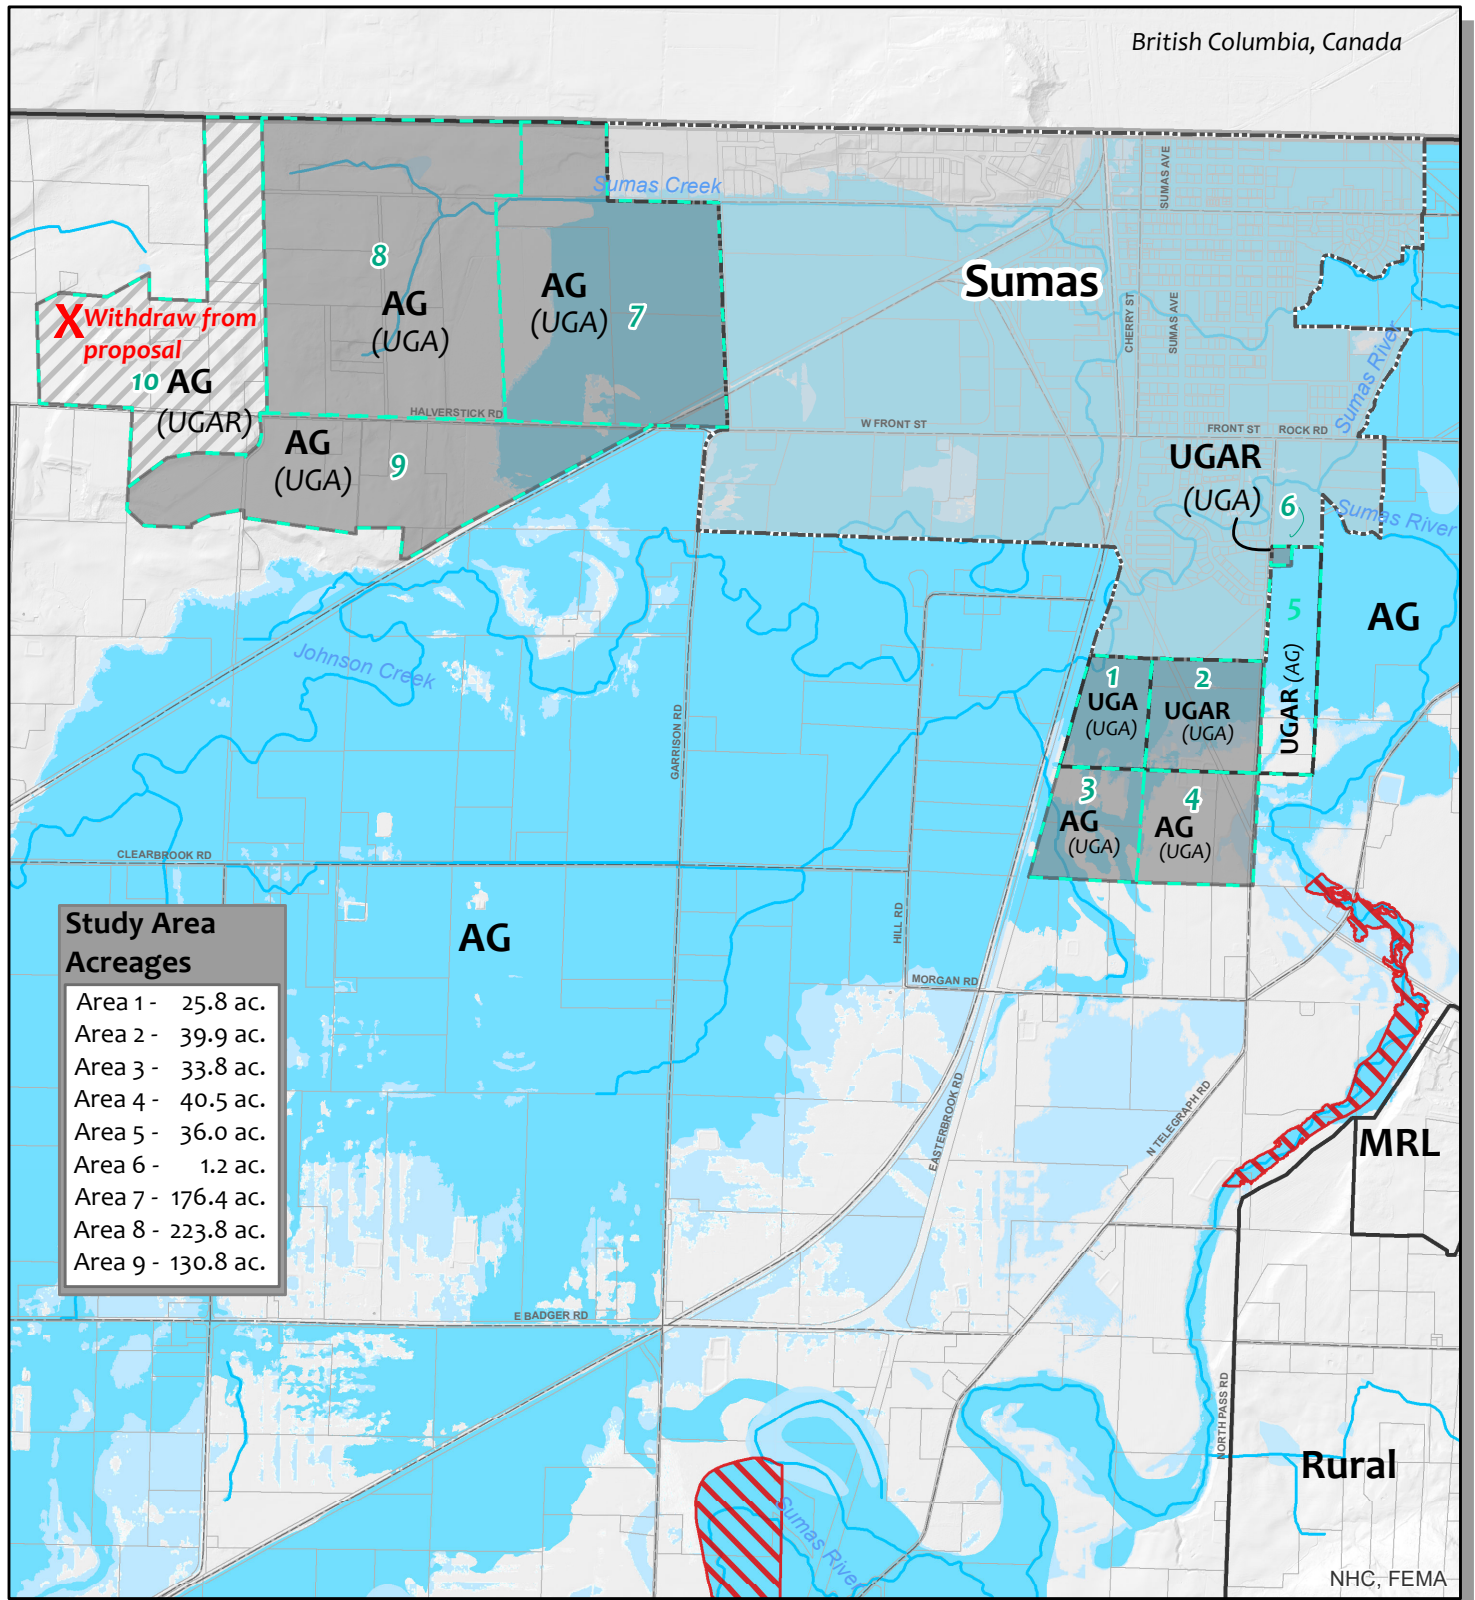 British Columbia, Canada
SUMAS AVE
Sumas Creek
8
AG
(UGA)
AG
(UGA)
7
Sumas
CHERRY ST
SUMAS AVE
Sumas River
X Withdraw from
proposal
10 AG
(UGAR)
HALVERSTICK RD
AG
(UGA)
9
W FRONT ST
FRONT ST
ROCK RD
UGAR
(UGA)
6
Sumas River
5
UGAR (AG)
AG
Johnson Creek
GARRISON RD
1
UGA
(UGA)
2
UGAR
(UGA)
3
AG
(UGA)
4
AG
(UGA)
CLEARBROOK RD
HILL RD
AG
MORGAN RD
Study Area
Acreages
Area 1 - 25.8 ac.
Area 2 - 39.9 ac.
Area 3 - 33.8 ac.
Area 4 - 40.5 ac.
Area 5 - 36.0 ac.
Area 6 - 1.2 ac.
Area 7 - 176.4 ac.
Area 8 - 223.8 ac.
Area 9 - 130.8 ac.
EASTERBROOK RD
N TELEGRAPH RD
MRL
E BADGER RD
NORTH PASS RD
Rural
Sumas River
NHC, FEMA